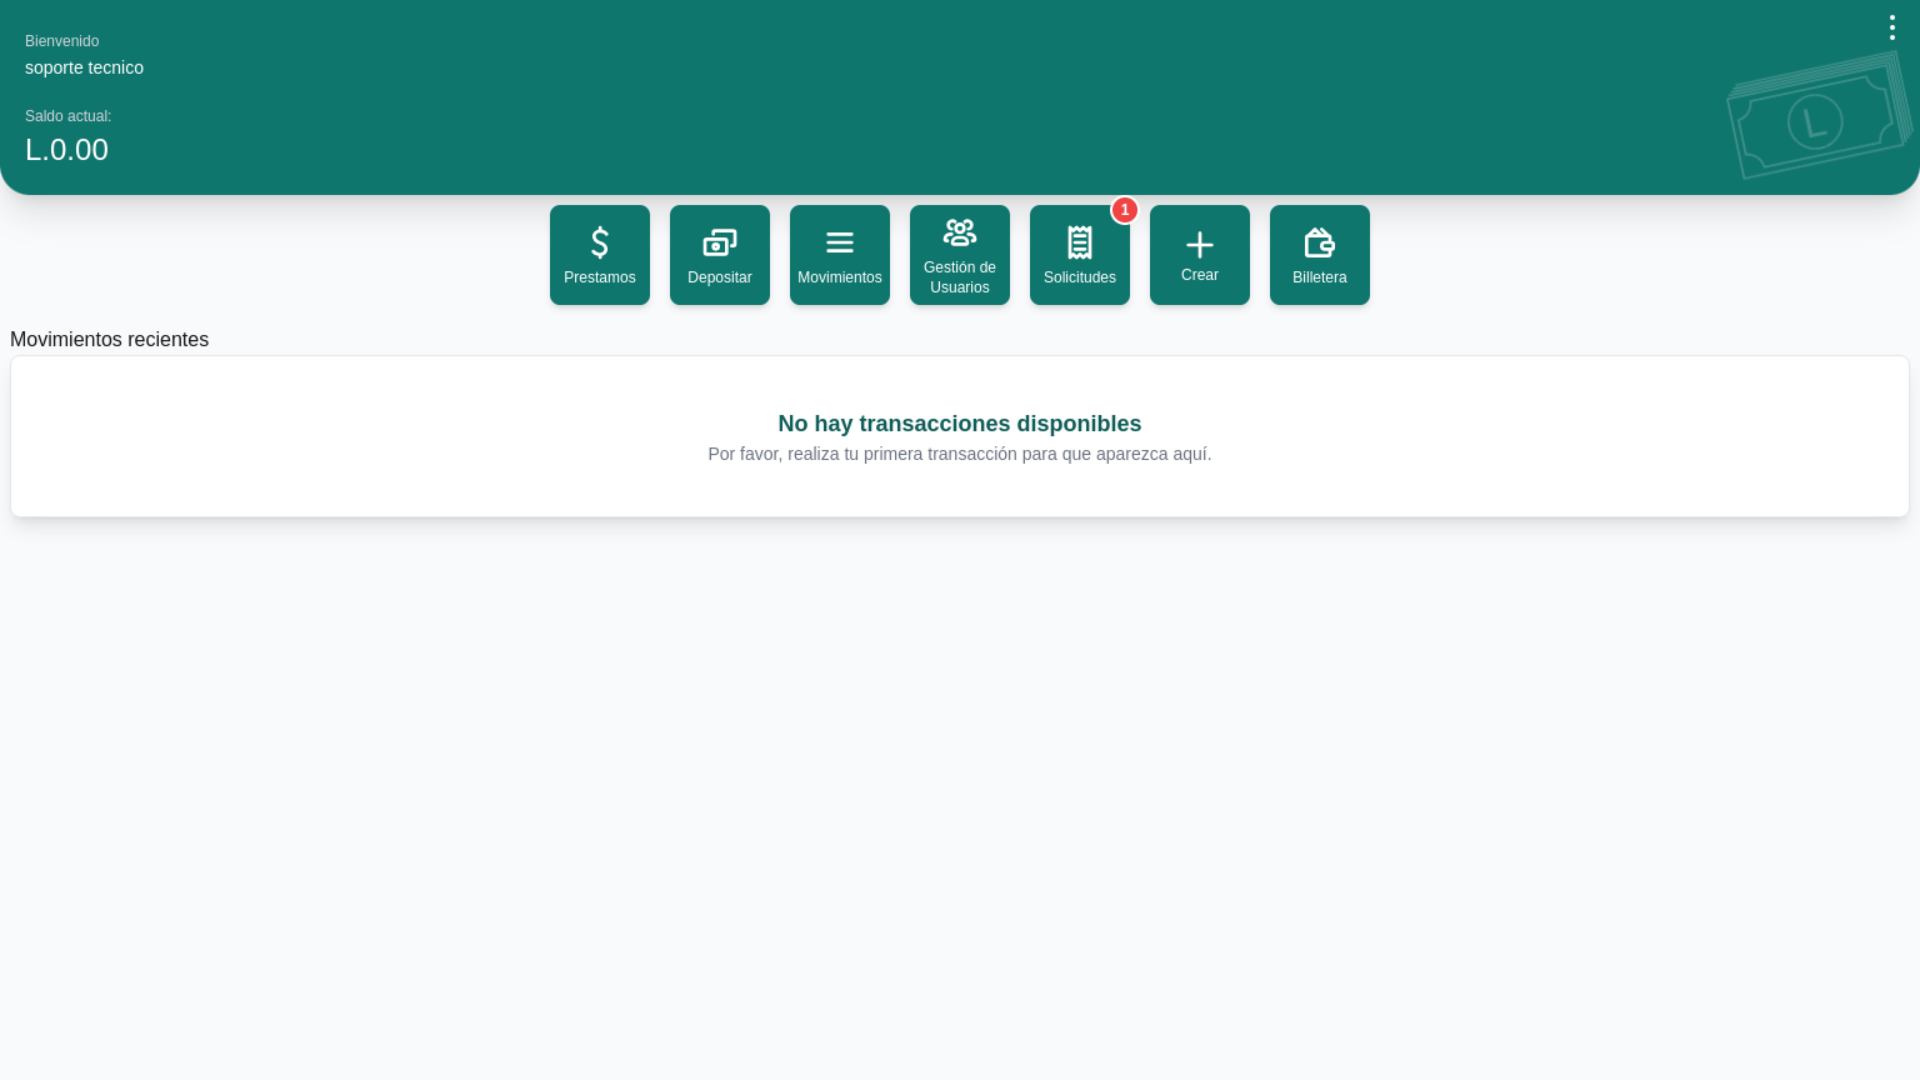 Bienvenido
soporte tecnico
Saldo actual:
L.0.00
L
1
Prestamos
Depositar
Movimientos
Gestión de
Usuarios
Solicitudes
Crear
Billetera
Movimientos recientes
No hay transacciones disponibles
Por favor, realiza tu primera transacción para que aparezca aquí.